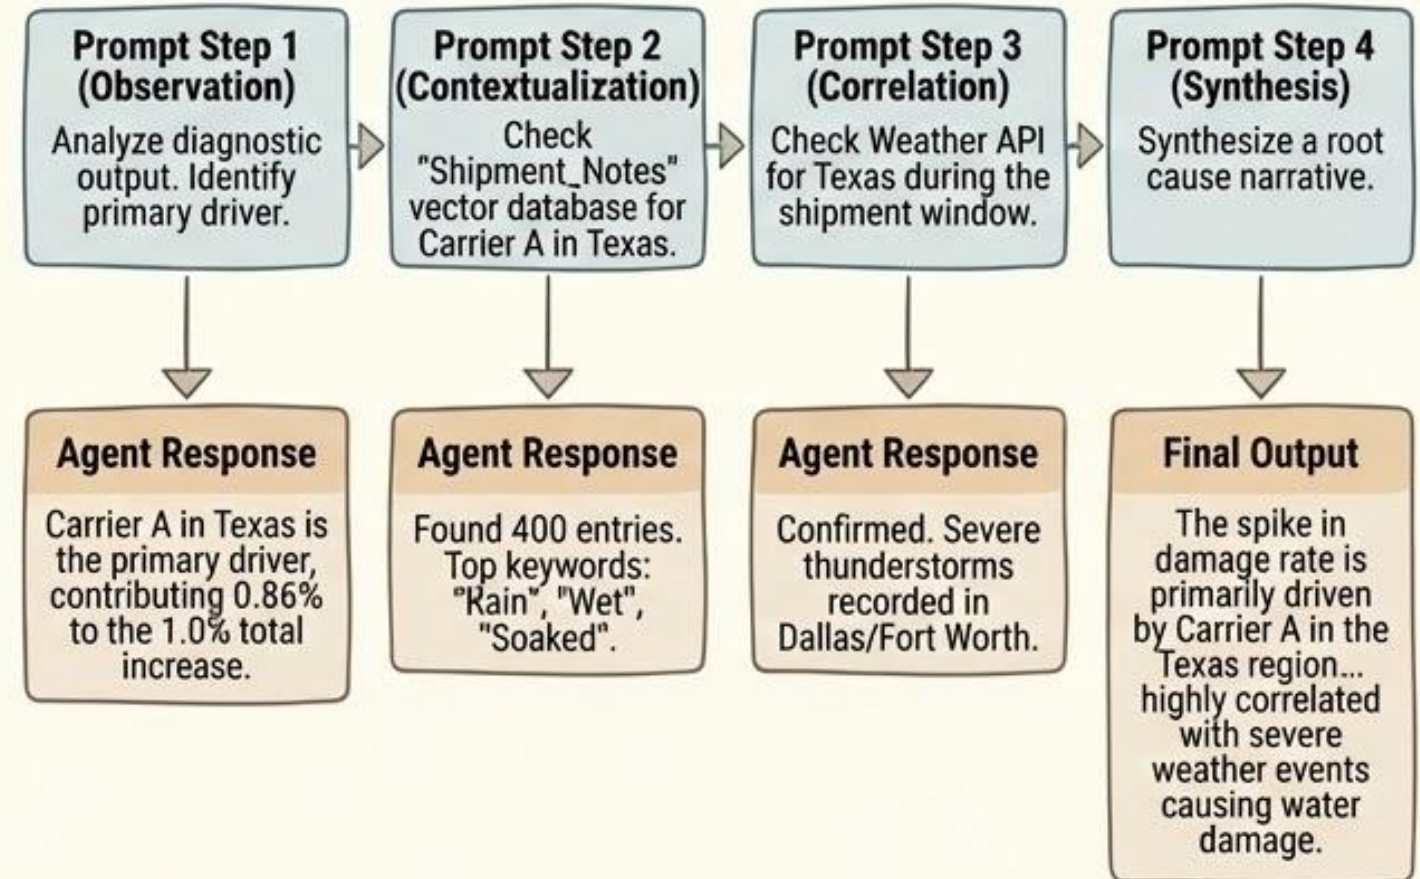 Prompt Step 1
(Observation)
Analyze diagnostic
output. Identify
primary driver.
Prompt Step 2
(Contextualization)
Check
"Shipment_Notes"
vector database for
Carrier A in Texas.
Prompt Step 3
(Correlation)
Check Weather API
for Texas during the
shipment window.
Prompt Step 4
(Synthesis)
Synthesize a root
cause narrative.
Agent Response
Carrier A in Texas is
the primary driver,
contributing 0.86%
to the 1.0% total
increase.
Agent Response
Found 400 entries.
Top keywords:
"Rain", "Wet",
"Soaked".
Agent Response
Confirmed. Severe
thunderstorms
recorded in
Dallas/Fort Worth.
Final Output
The spike in
damage rate is
primarily driven
by Carrier A in the
Texas region...
highly correlated
with severe
weather events
causing water
damage.